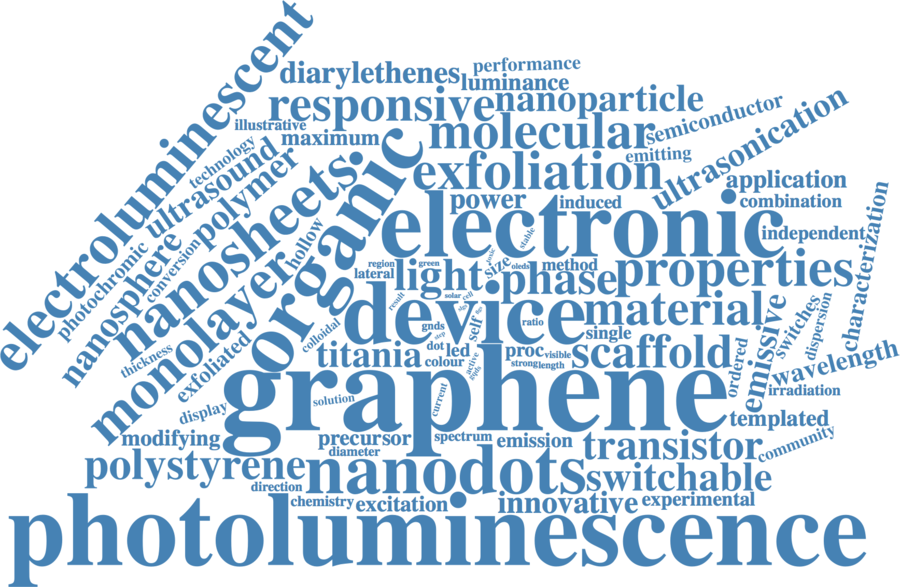 electroluminescent
diarylethenes
performance
luminance
responsive
nanoparticle
illustrative
maximum
molecular
semiconductor
technology
ultrasound
emitting
ultrasonication
exfoliation
polymer
organic
nanosheets
power
induced
application
combination
photochromic
nanosphere
conversion
hollow
electronic
stable
independent
characterization
region
green
lateral
light
size
oleds
method
phase
properties
monolayer
result
solar
cell
device
material
switches
dispersion
colloidal
gnds
self
ratio
single
emissive
thickness
exfoliated
titania
dot
led
colour
active
proc
visible
strong
length
scaffold
ordered
wavelength
irradiation
graphene
display
solution
current
templated
modifying
precursor
diameter
spectrum
emission
transistor
community
polystyrene
nanodots
switchable
direction
chemistry
excitation
innovative
experimental
photoluminescence